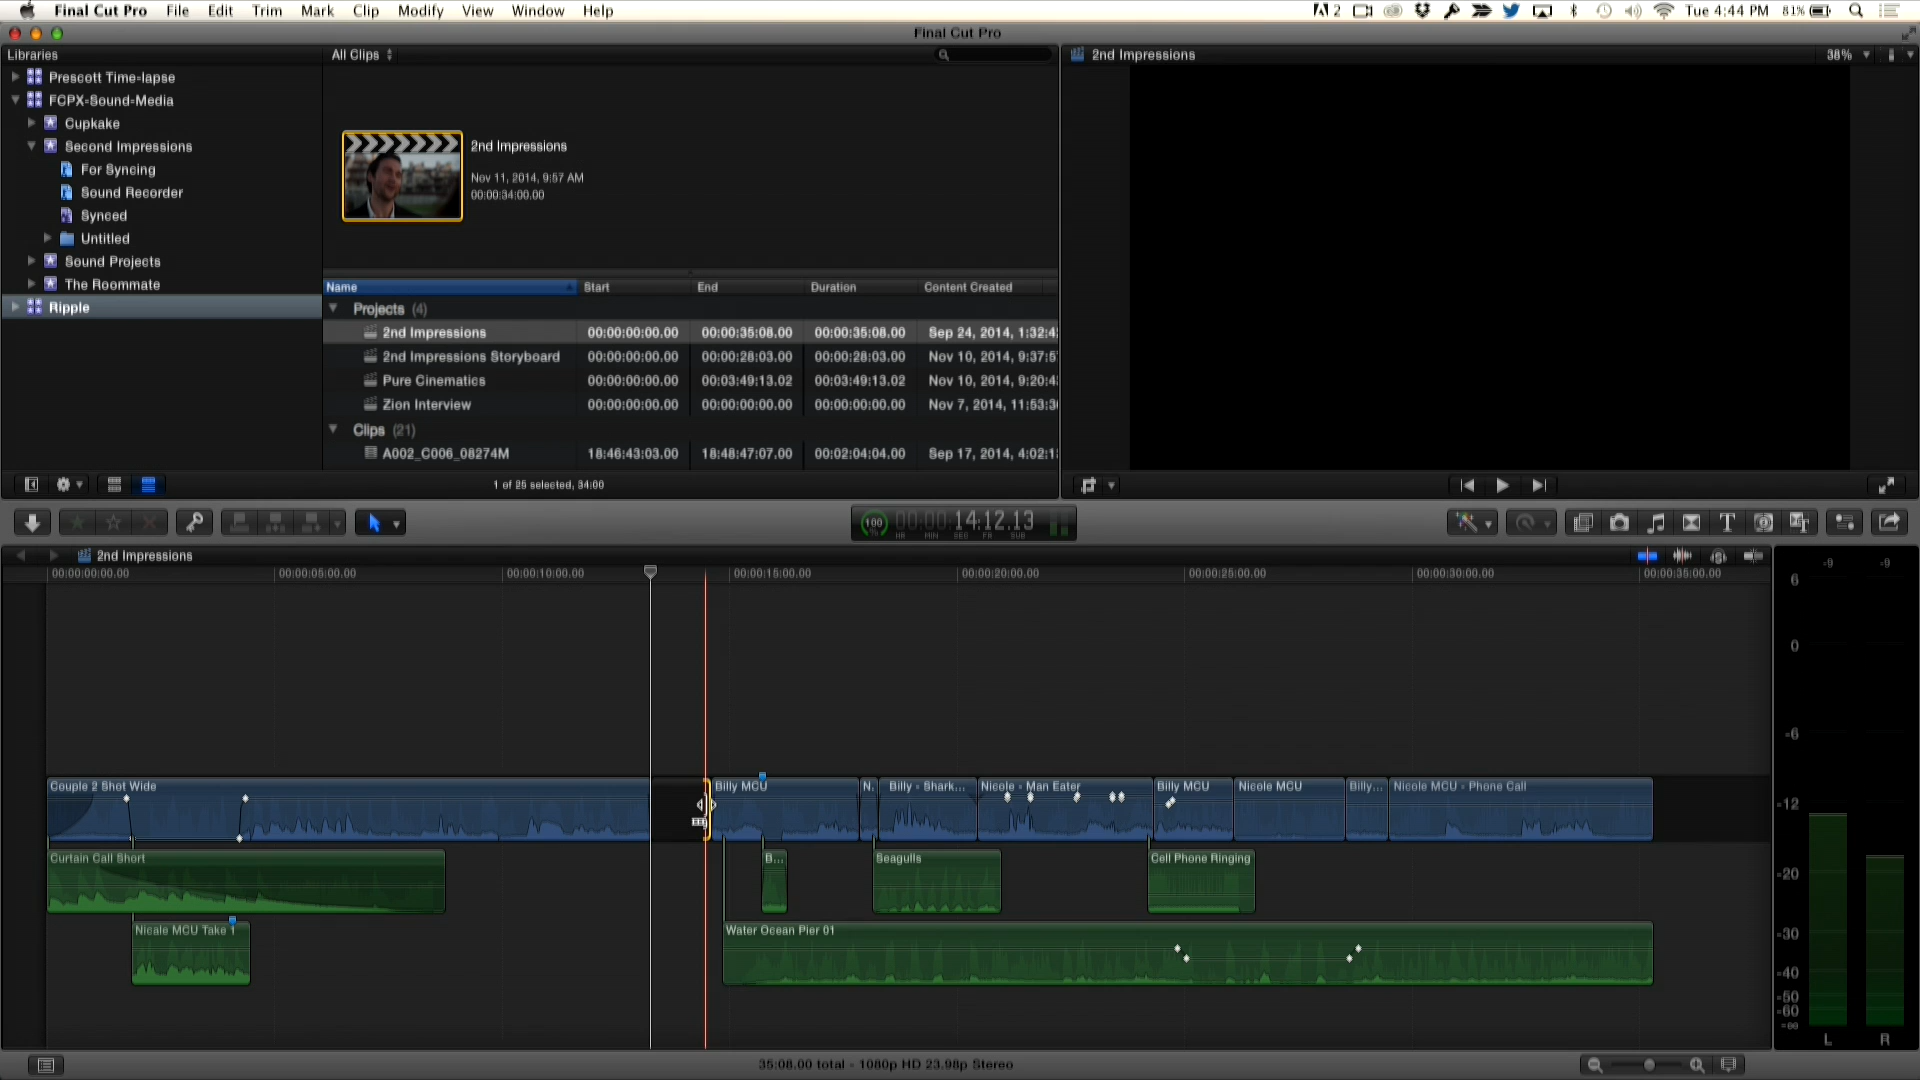 Final Cut Pro File Edit Trim Mark Clip Modify View Window Help 2 Tue 4:44 PM 81%
Final Cut Pro
Libraries All Clips 2nd Impressions 38%
Prescott Time-lapse
FCPX-Sound-Media
Cupkake
Second Impressions
For Syncing
Sound Recorder
Synced
Untitled
Sound Projects
The Roommate
Ripple
2nd Impressions
Nov 11, 2014, 9:57 AM
00:00:34:00.00
Name Start End Duration Content Created
Projects (4)
2nd Impressions 00:00:00:00.00 00:00:35:08.00 00:00:35:08.00 Sep 24, 2014, 1:32:4
2nd Impressions Storyboard 00:00:00:00.00 00:00:28:03.00 00:00:28:03.00 Nov 10, 2014, 9:37:5
Pure Cinematics 00:00:00:00.00 00:03:49:13.02 00:03:49:13.02 Nov 10, 2014, 9:20:4
Zion Interview 00:00:00:00.00 00:00:00:00.00 00:00:00:00.00 Nov 7, 2014, 11:53:3
Clips (21)
A002_C006_08274M 18:46:43:03.00 18:48:47:07.00 00:02:04:04.00 Sep 17, 2014, 4:02:1
1 of 25 selected, 34:00
100 % 00:00:14:12.13
HR MIN SEC FR SUB
2nd Impressions
00:00:00:00.00 00:00:05:00.00 00:00:10:00.00 00:00:15:00.00 00:00:20:00.00 00:00:25:00.00 00:00:30:00.00 00:00:35:00.00
Couple 2 Shot Wide Billy MCU N. Billy - Shark... Nicole - Man Eater Billy MCU Nicole MCU Billy... Nicole MCU - Phone Call
Curtain Call Short B... Seagulls Cell Phone Ringing
Nicole MCU Take 1 Water Ocean Pier 01
-9 -9
6
0
-6
-12
-20
-30
-40
-50
-60
-∞
L R
35:08.00 total - 1080p HD 23.98p Stereo